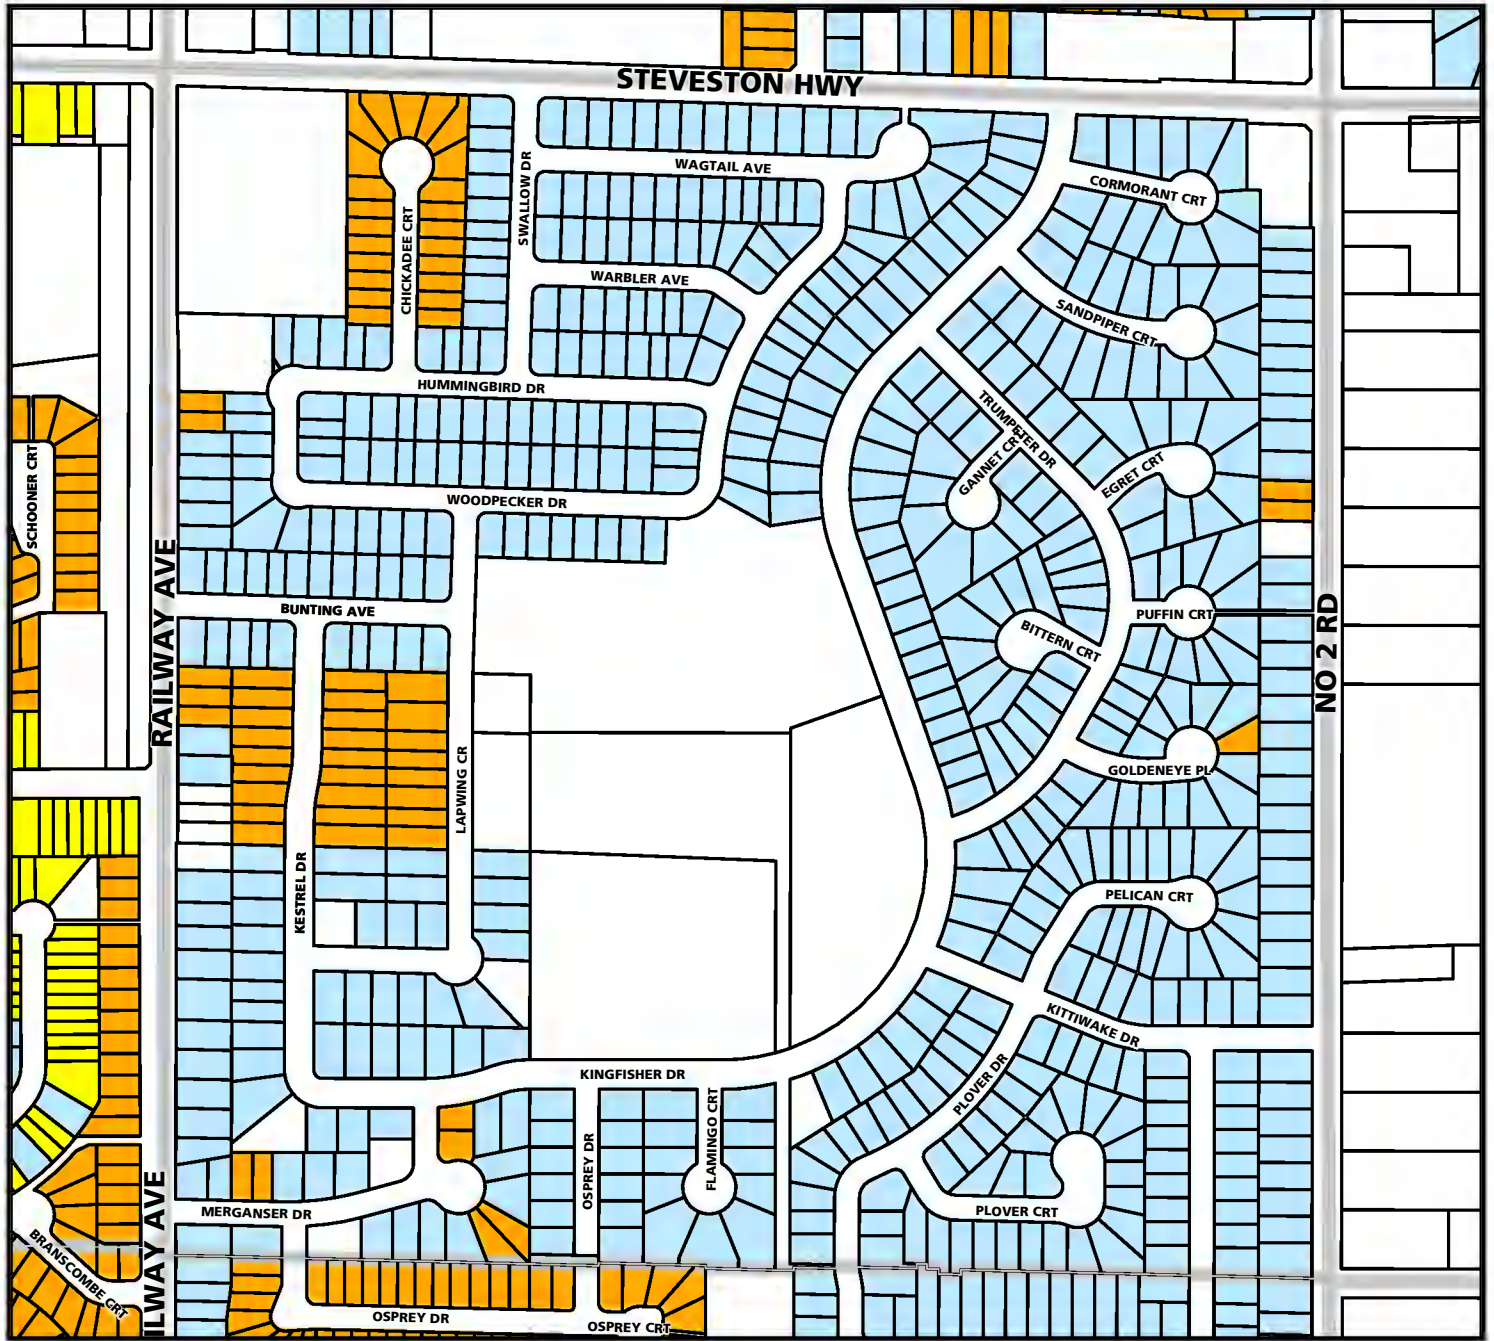 STEVESTON HWY
WAGTAIL AVE
CORMORANT CRT
SWALLOW DR
CHICKADEE CRT
WARBLER AVE
SANDPIPER CRT
HUMMINGBIRD DR
TRUMPETER DR
GANNET CRT
EGRET CRT
SCHOONER CRT
WOODPECKER DR
RAILWAY AVE
BUNTING AVE
PUFFIN CRT
NO 2 RD
BITTERN CRT
GOLDENEYE PL
LAPWING CR
KESTREL DR
PELICAN CRT
KITTIWAKE DR
KINGFISHER DR
PLOVER DR
FLAMINGO CRT
OSPREY DR
MERGANSER DR
PLOVER CRT
BRANSCOMBE CRT
ILWAY AVE
OSPREY DR
OSPREY CRT